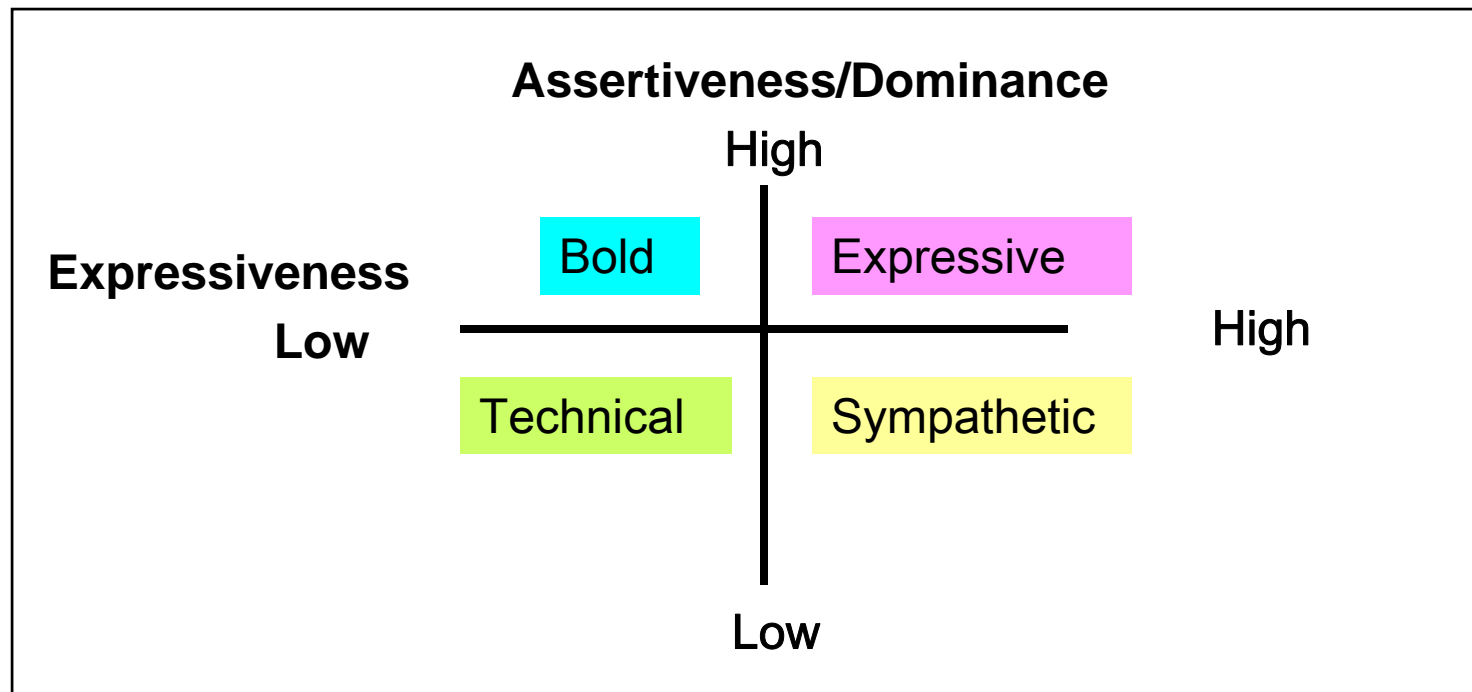 Assertiveness/Dominance
High
Bold
Expressive
Expressiveness
Low
High
Technical
Sympathetic
Low